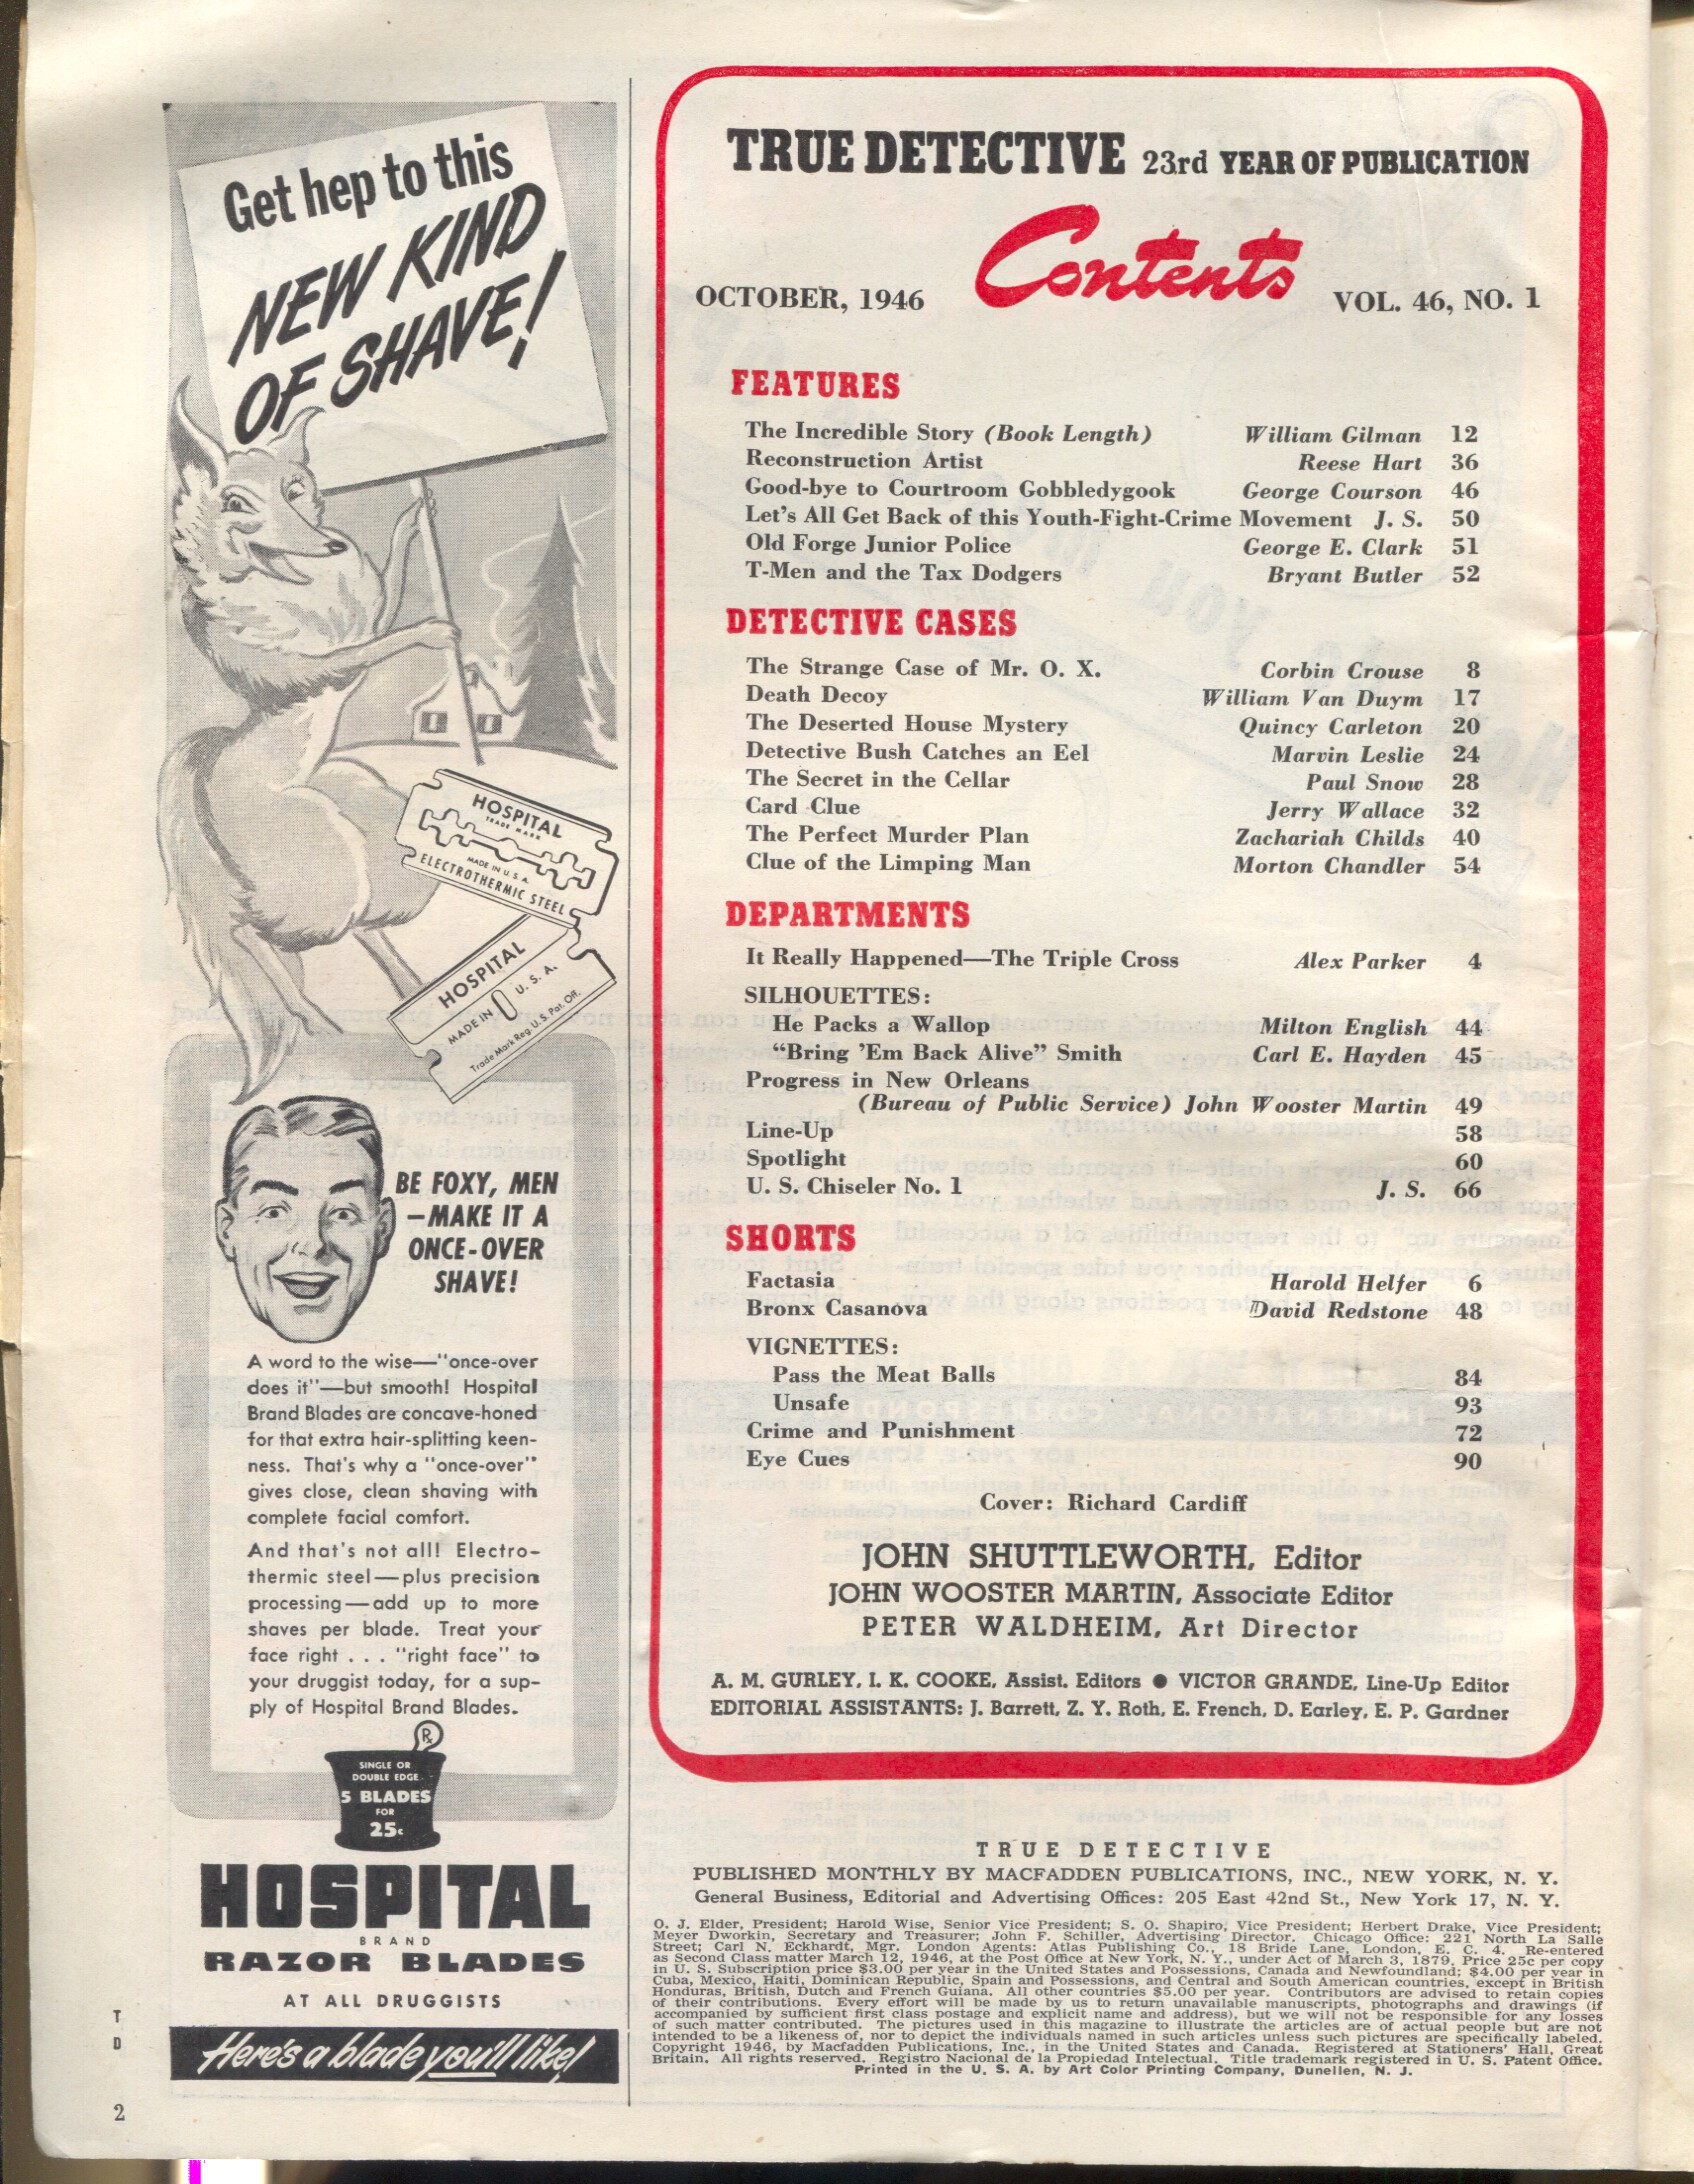 Get hep to this
NEW KIND
OF SHAVE!
HOSPITAL
TRADE MARK
MADE IN U.S.A.
ELECTROTHERMIC STEEL
HOSPITAL
MADE IN U. S. A.
Trade Mark Reg. U.S. Pat. Off.
BE FOXY, MEN
—MAKE IT A
ONCE-OVER
SHAVE!
A word to the wise—"once-over
does it"—but smooth! Hospital
Brand Blades are concave-honed
for that extra hair-splitting keen-
ness. That's why a "once-over"
gives close, clean shaving with
complete facial comfort.
And that's not all! Electro-
thermic steel—plus precision
processing—add up to more
shaves per blade. Treat your
face right . . . "right face" to
your druggist today, for a sup-
ply of Hospital Brand Blades.
℞
SINGLE OR
DOUBLE EDGE
5 BLADES
FOR
25c
HOSPITAL
BRAND
RAZOR BLADES
AT ALL DRUGGISTS
Here's a blade you'll like!
T
D
2
TRUE DETECTIVE 23rd YEAR OF PUBLICATION
Contents
OCTOBER, 1946 VOL. 46, NO. 1
FEATURES
The Incredible Story (Book Length) William Gilman 12
Reconstruction Artist Reese Hart 36
Good-bye to Courtroom Gobbledygook George Courson 46
Let's All Get Back of this Youth-Fight-Crime Movement J. S. 50
Old Forge Junior Police George E. Clark 51
T-Men and the Tax Dodgers Bryant Butler 52
DETECTIVE CASES
The Strange Case of Mr. O. X. Corbin Crouse 8
Death Decoy William Van Duym 17
The Deserted House Mystery Quincy Carleton 20
Detective Bush Catches an Eel Marvin Leslie 24
The Secret in the Cellar Paul Snow 28
Card Clue Jerry Wallace 32
The Perfect Murder Plan Zachariah Childs 40
Clue of the Limping Man Morton Chandler 54
DEPARTMENTS
It Really Happened—The Triple Cross Alex Parker 4
SILHOUETTES:
He Packs a Wallop Milton English 44
"Bring 'Em Back Alive" Smith Carl E. Hayden 45
Progress in New Orleans
(Bureau of Public Service) John Wooster Martin 49
Line-Up 58
Spotlight 60
U. S. Chiseler No. 1 J. S. 66
SHORTS
Factasia Harold Helfer 6
Bronx Casanova David Redstone 48
VIGNETTES:
Pass the Meat Balls 84
Unsafe 93
Crime and Punishment 72
Eye Cues 90
Cover: Richard Cardiff
JOHN SHUTTLEWORTH, Editor
JOHN WOOSTER MARTIN, Associate Editor
PETER WALDHEIM, Art Director
A. M. GURLEY, I. K. COOKE, Assist. Editors ● VICTOR GRANDE, Line-Up Editor
EDITORIAL ASSISTANTS: J. Barrett, Z. Y. Roth, E. French, D. Earley, E. P. Gardner
TRUE DETECTIVE
PUBLISHED MONTHLY BY MACFADDEN PUBLICATIONS, INC., NEW YORK, N. Y.
General Business, Editorial and Advertising Offices: 205 East 42nd St., New York 17, N. Y.
O. J. Elder, President; Harold Wise, Senior Vice President; S. O. Shapiro, Vice President; Herbert Drake, Vice President;
Meyer Dworkin, Secretary and Treasurer; John F. Schiller, Advertising Director. Chicago Office: 221 North La Salle
Street; Carl N. Eckhardt, Mgr. London Agents: Atlas Publishing Co., 18 Bride Lane, London, E. C. 4. Re-entered
as Second Class matter March 12, 1946, at the Post Office at New York, N. Y., under Act of March 3, 1879. Price 25c per copy
in U. S. Subscription price $3.00 per year in the United States and Possessions, Canada and Newfoundland; $4.00 per year in
Cuba, Mexico, Haiti, Dominican Republic, Spain and Possessions, and Central and South American countries, except in British
Honduras, British, Dutch and French Guiana. All other countries $5.00 per year. Contributors are advised to retain copies
of their contributions. Every effort will be made by us to return unavailable manuscripts, photographs and drawings (if
accompanied by sufficient first class postage and explicit name and address), but we will not be responsible for any losses
of such matter contributed. The pictures used in this magazine to illustrate the articles are of actual people but are not
intended to be a likeness of, nor to depict the individuals named in such articles unless such pictures are specifically labeled.
Copyright 1946, by Macfadden Publications, Inc., in the United States and Canada. Registered at Stationers' Hall, Great
Britain. All rights reserved. Registro Nacional de la Propiedad Intelectual. Title trademark registered in U. S. Patent Office.
Printed in the U. S. A. by Art Color Printing Company, Dunellen, N. J.